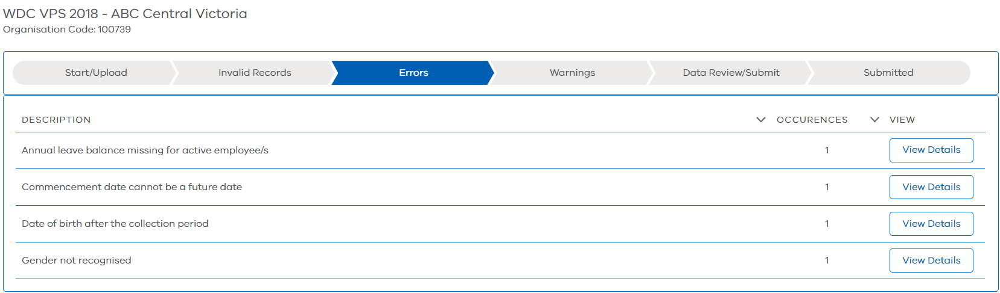 WDC VPS 2018 - ABC Central Victoria
Organisation Code: 100739
Start/Upload Invalid Records Errors Warnings Data Review/Submit Submitted
DESCRIPTION OCCURENCES VIEW
Annual leave balance missing for active employee/s 1 View Details
Commencement date cannot be a future date 1 View Details
Date of birth after the collection period 1 View Details
Gender not recognised 1 View Details